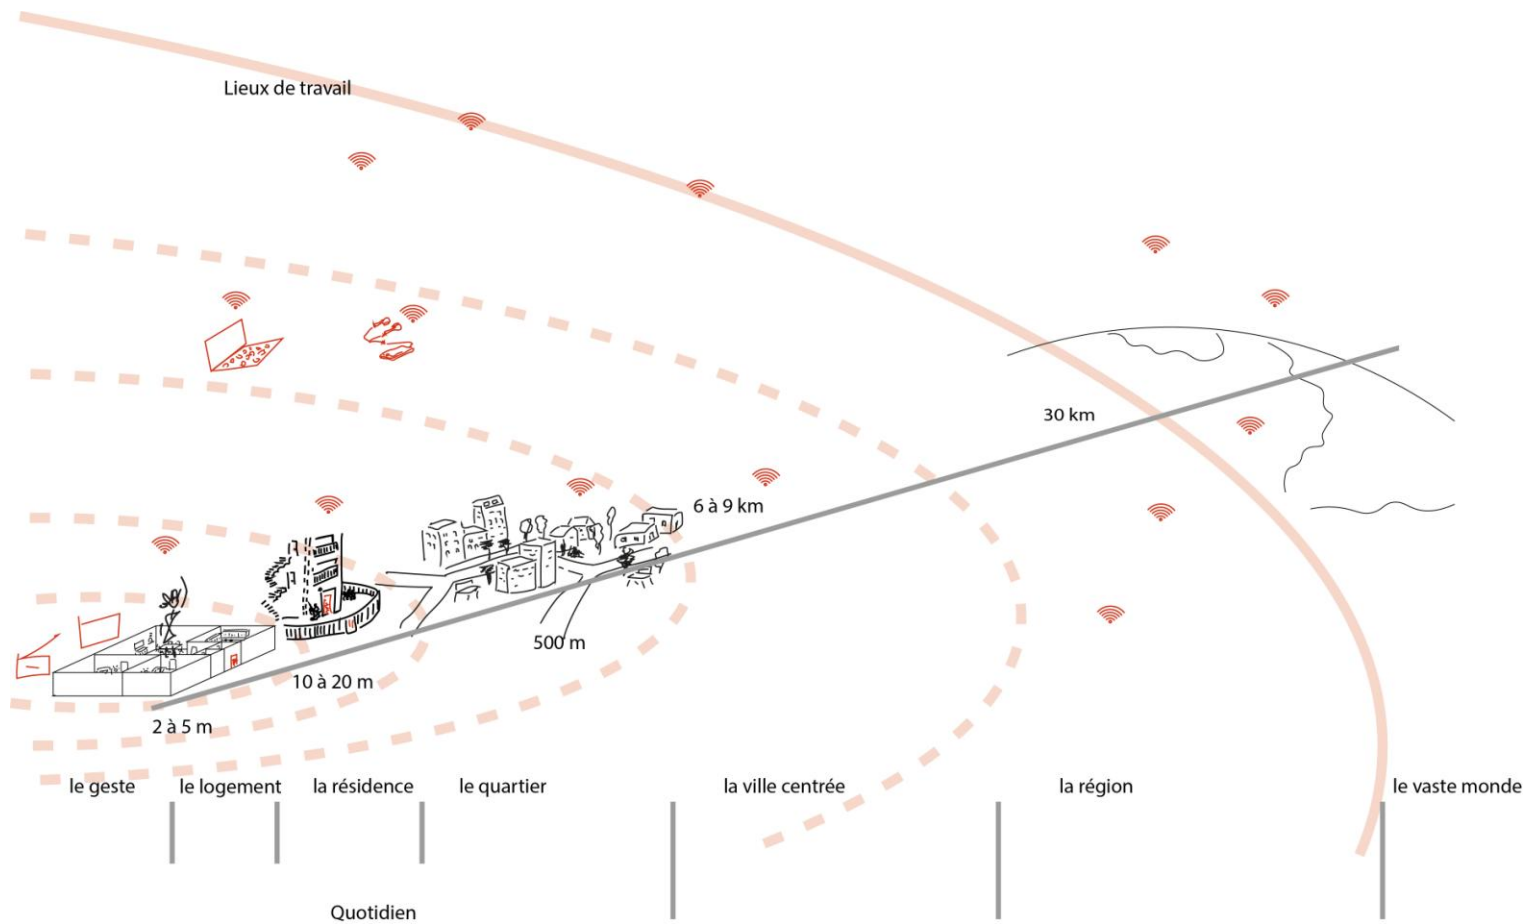 Lieux de travail
30 km
6 à 9 km
500 m
10 à 20 m
2 à 5 m
le geste
le logement
la résidence
le quartier
la ville centrée
la région
le vaste monde
Quotidien